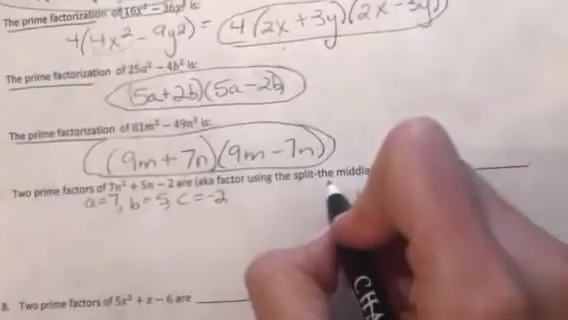 The prime factorization of 16x² - 36y² is:
4(4x² - 9y²) = 4(2x + 3y)(2x - 3y)
The prime factorization of 25a² - 4b² is:
(5a+2b)(5a-2b)
The prime factorization of 81m² - 49n² is:
(9m + 7n)(9m - 7n)
Two prime factors of 7n² + 5n - 2 are (aka factor using the split-the middle
a=7, b=5, c=-2
8. Two prime factors of 5x² + x - 6 are
CHA